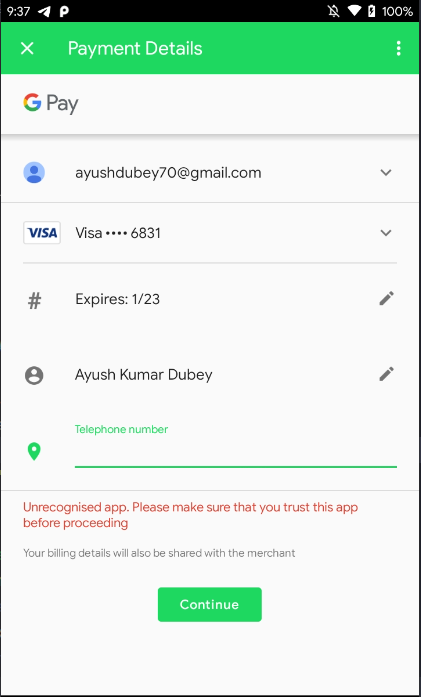 9:37
100%
Payment Details
G Pay
ayushdubey70@gmail.com
VISA
Visa •••• 6831
# Expires: 1/23
Ayush Kumar Dubey
Telephone number
Unrecognised app. Please make sure that you trust this app
before proceeding
Your billing details will also be shared with the merchant
Continue